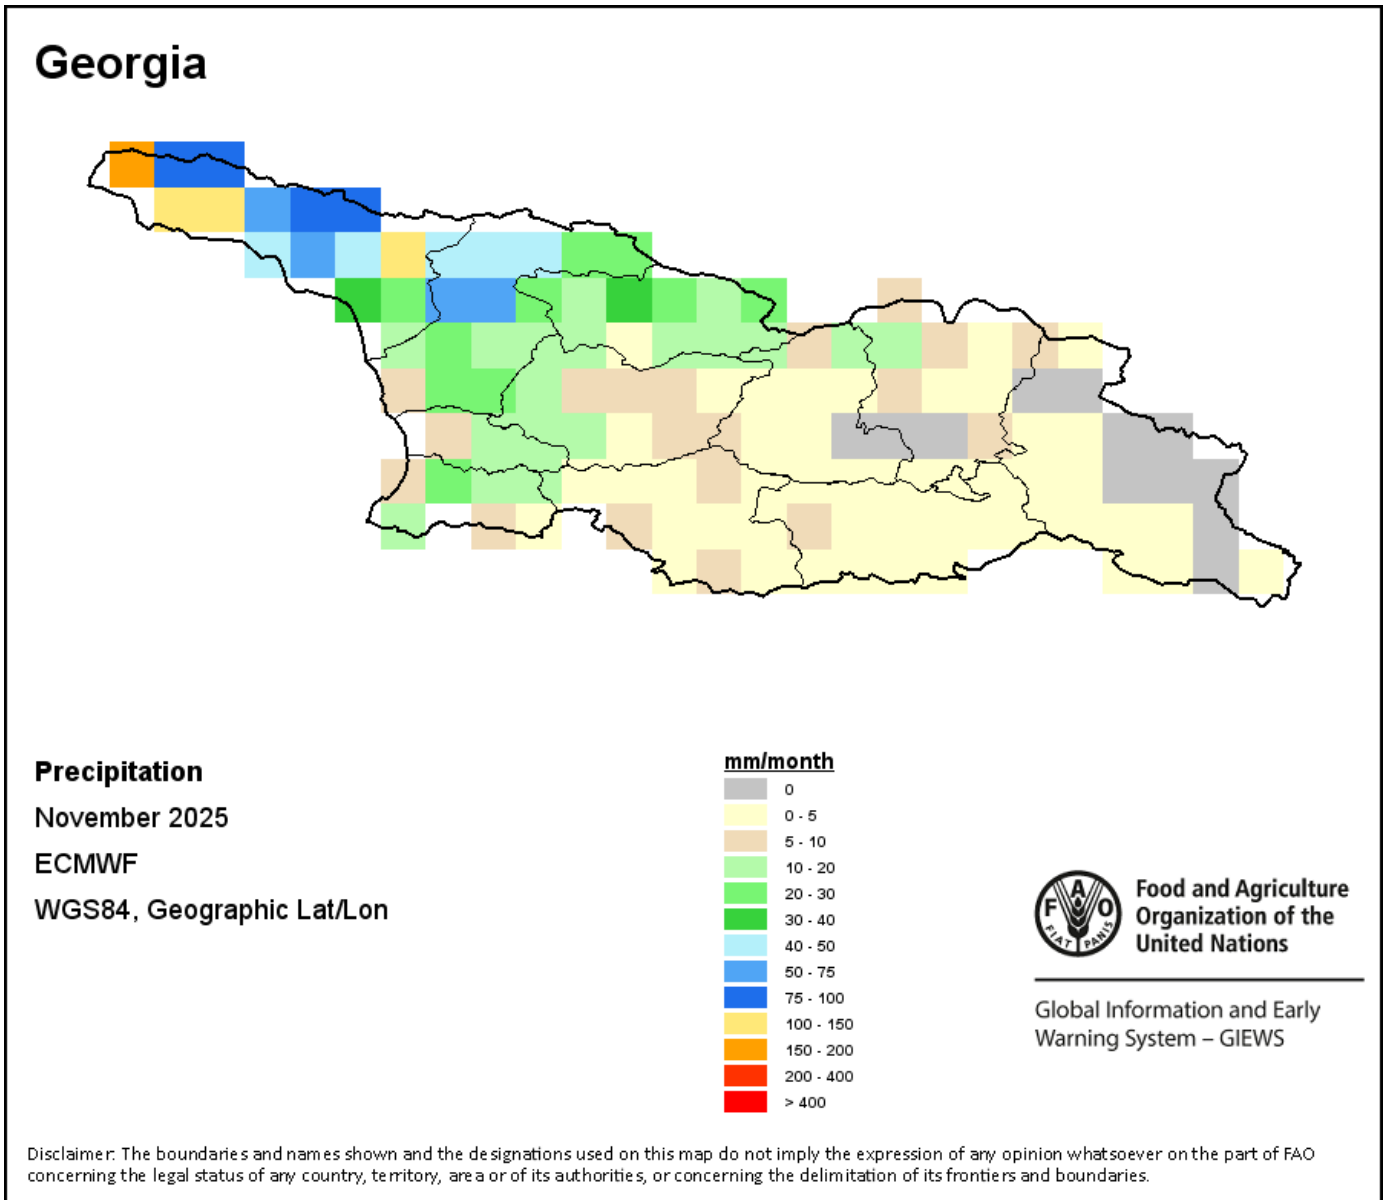 Georgia
Precipitation
November 2025
ECMWF
WGS84, Geographic Lat/Lon
mm/month
0
0 - 5
5 - 10
10 - 20
20 - 30
30 - 40
40 - 50
50 - 75
75 - 100
100 - 150
150 - 200
200 - 400
> 400
F A O
FIAT PANIS
Food and Agriculture
Organization of the
United Nations
Global Information and Early
Warning System – GIEWS
Disclaimer: The boundaries and names shown and the designations used on this map do not imply the expression of any opinion whatsoever on the part of FAO
concerning the legal status of any country, territory, area or of its authorities, or concerning the delimitation of its frontiers and boundaries.